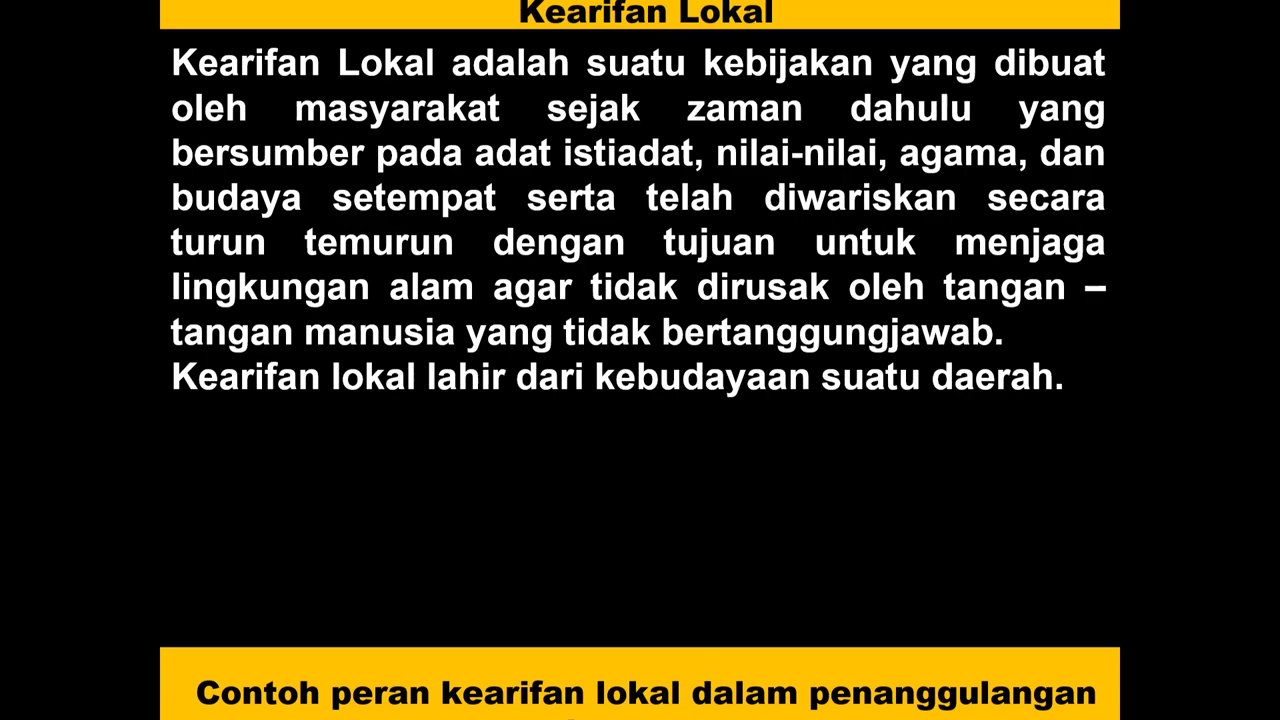 Kearifan Lokal
Kearifan Lokal adalah suatu kebijakan yang dibuat
oleh masyarakat sejak zaman dahulu yang
bersumber pada adat istiadat, nilai-nilai, agama, dan
budaya setempat serta telah diwariskan secara
turun temurun dengan tujuan untuk menjaga
lingkungan alam agar tidak dirusak oleh tangan –
tangan manusia yang tidak bertanggungjawab.
Kearifan lokal lahir dari kebudayaan suatu daerah.
Contoh peran kearifan lokal dalam penanggulangan